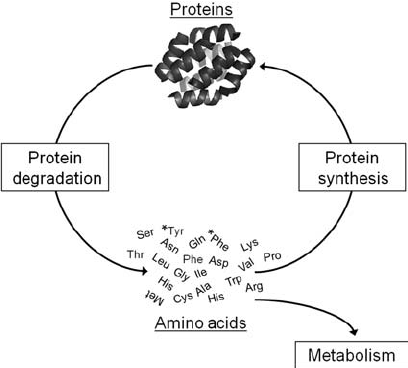 Proteins
Protein
degradation
Protein
synthesis
Ser *Tyr Asn Gln *Phe Lys
Thr Leu Phe Asp Val Pro
Gly Ile
His Ala Trp Arg
Met Cys His
Amino acids
Metabolism